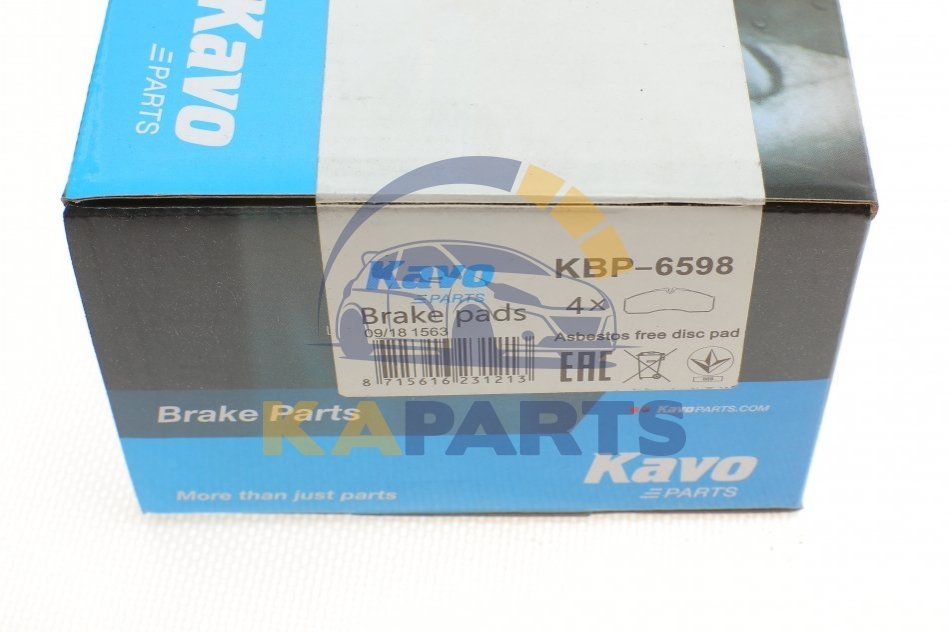 Kavo
PARTS
Kavo
PARTS
KBP-6598
4×
Brake pads
09/18 1563
Asbestos free disc pad
8 715616 231213
EAC
Brake Parts
KavoPARTS.COM
KAPARTS
Kavo
PARTS
More than just parts